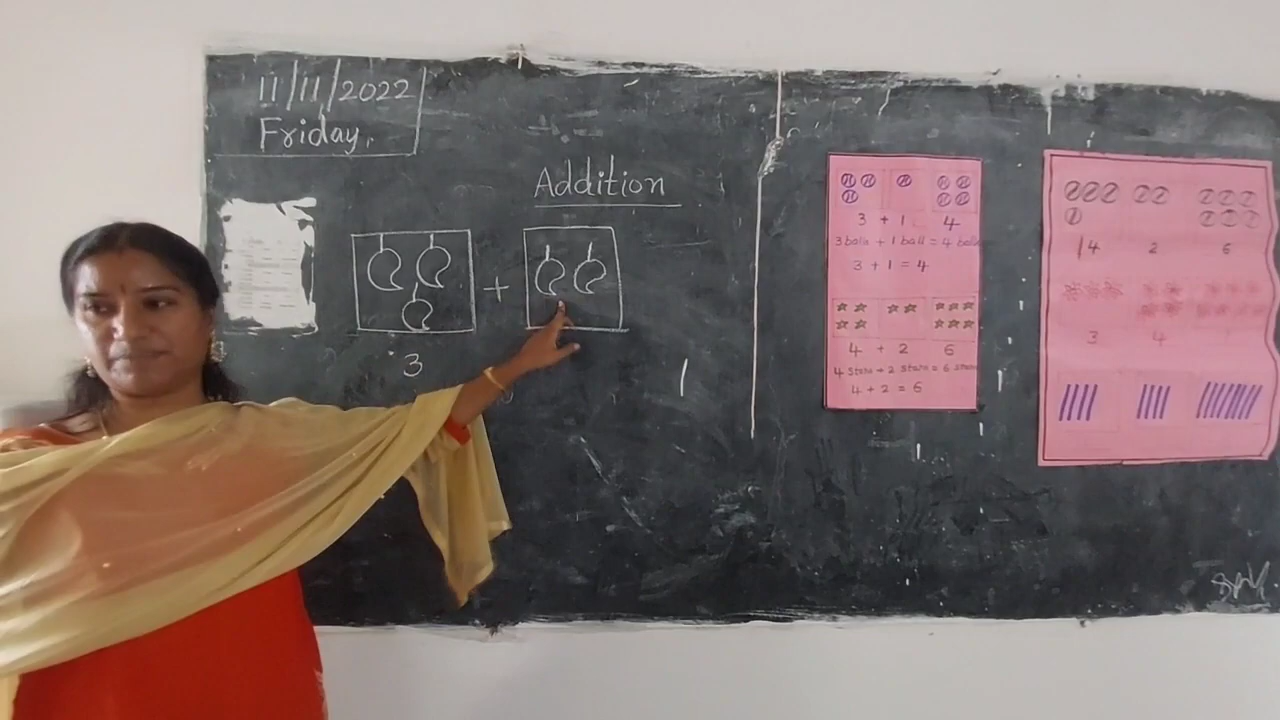 11/11/2022
Friday.
Addition
+
3
3 + 1 4
3 balls + 1 ball = 4 balls
3 + 1 = 4
4 + 2 6
4 Stars + 2 stars = 6 stars
4 + 2 = 6
4 2 6
3 4